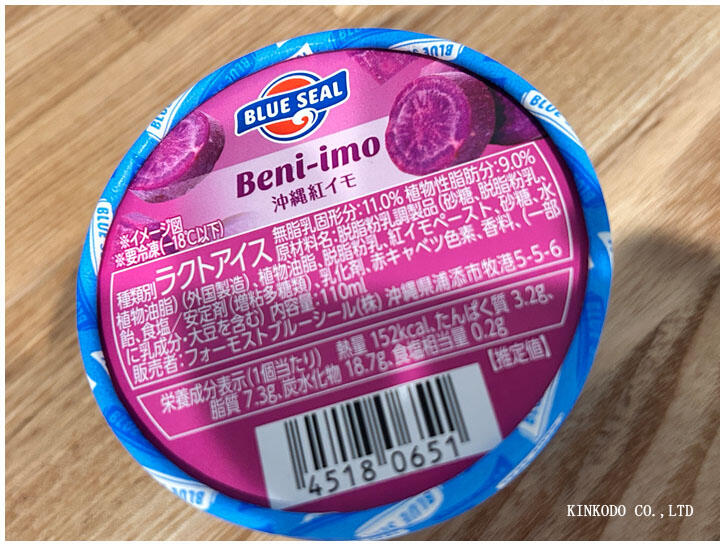 BLUE SEAL
Beni-imo
沖縄紅イモ
※イメージ図
※要冷凍(−18℃以下)
種類別 ラクトアイス 無脂乳固形分:11.0% 植物性脂肪分:9.0%
原材料名:脱脂粉乳調製品(砂糖、脱脂粉乳、
植物油脂)(外国製造)、植物油脂、脱脂粉乳、紅イモペースト、砂糖、水
飴、食塩/安定剤(増粘多糖類)、乳化剤、赤キャベツ色素、香料、(一部
に乳成分・大豆を含む) 内容量:110ml
販売者:フォーモストブルーシール(株) 沖縄県浦添市牧港5-5-6
栄養成分表示(1個当たり) 熱量 152kcal、たんぱく質 3.2g、
脂質 7.3g、炭水化物 18.7g、食塩相当量 0.2g
【推定値】
4518 0651
BLUE SEAL
BLUE SEAL
BLUE SEAL
BLUE SEAL
KINKODO CO.,LTD